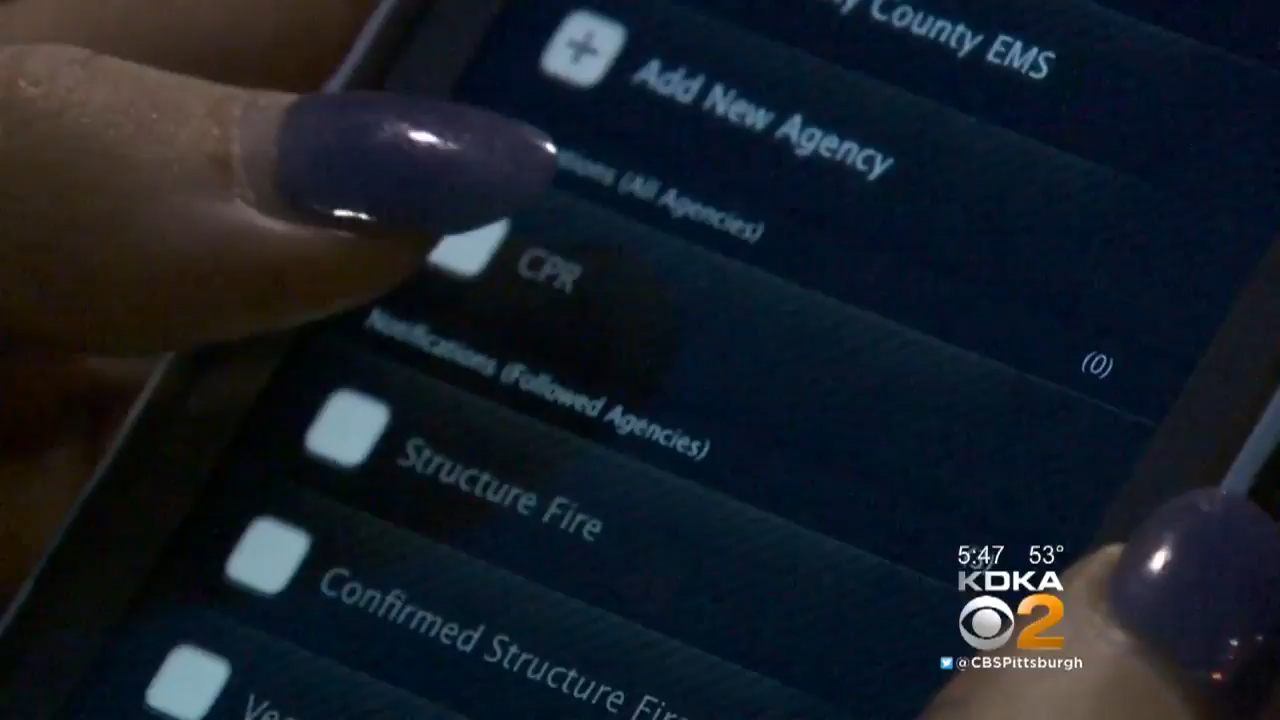 County EMS
Add New Agency
(All Agencies)
CPR
(0)
Notifications (Followed Agencies)
Structure Fire
Confirmed Structure
5:47 53°
KDKA
2
@CBSPittsburgh